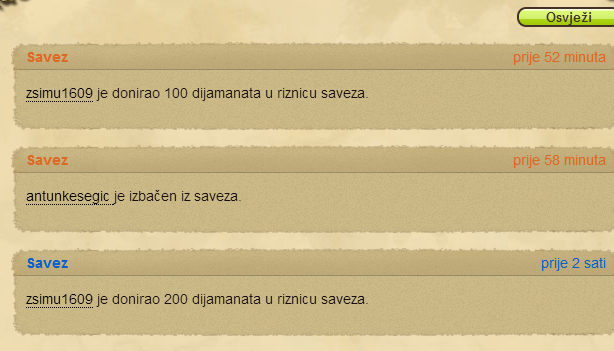 Osvježi
Savez prije 52 minuta
zsimu1609 je donirao 100 dijamanata u riznicu saveza.
Savez prije 58 minuta
antunkesegic je izbačen iz saveza.
Savez prije 2 sati
zsimu1609 je donirao 200 dijamanata u riznicu saveza.